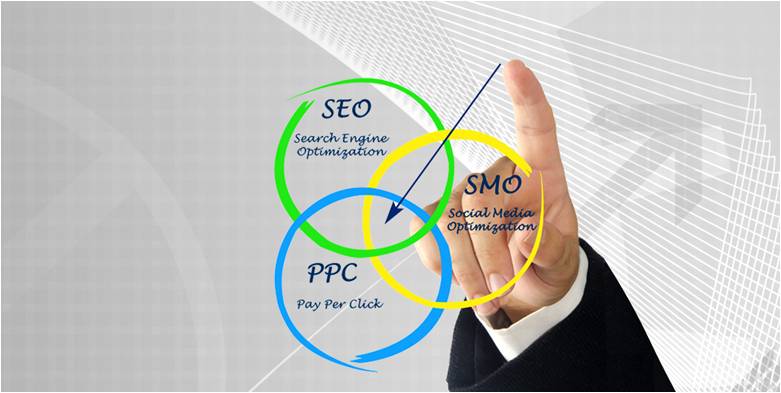 SEO
Search Engine
Optimization
SMO
Social Media
Optimization
PPC
Pay Per Click